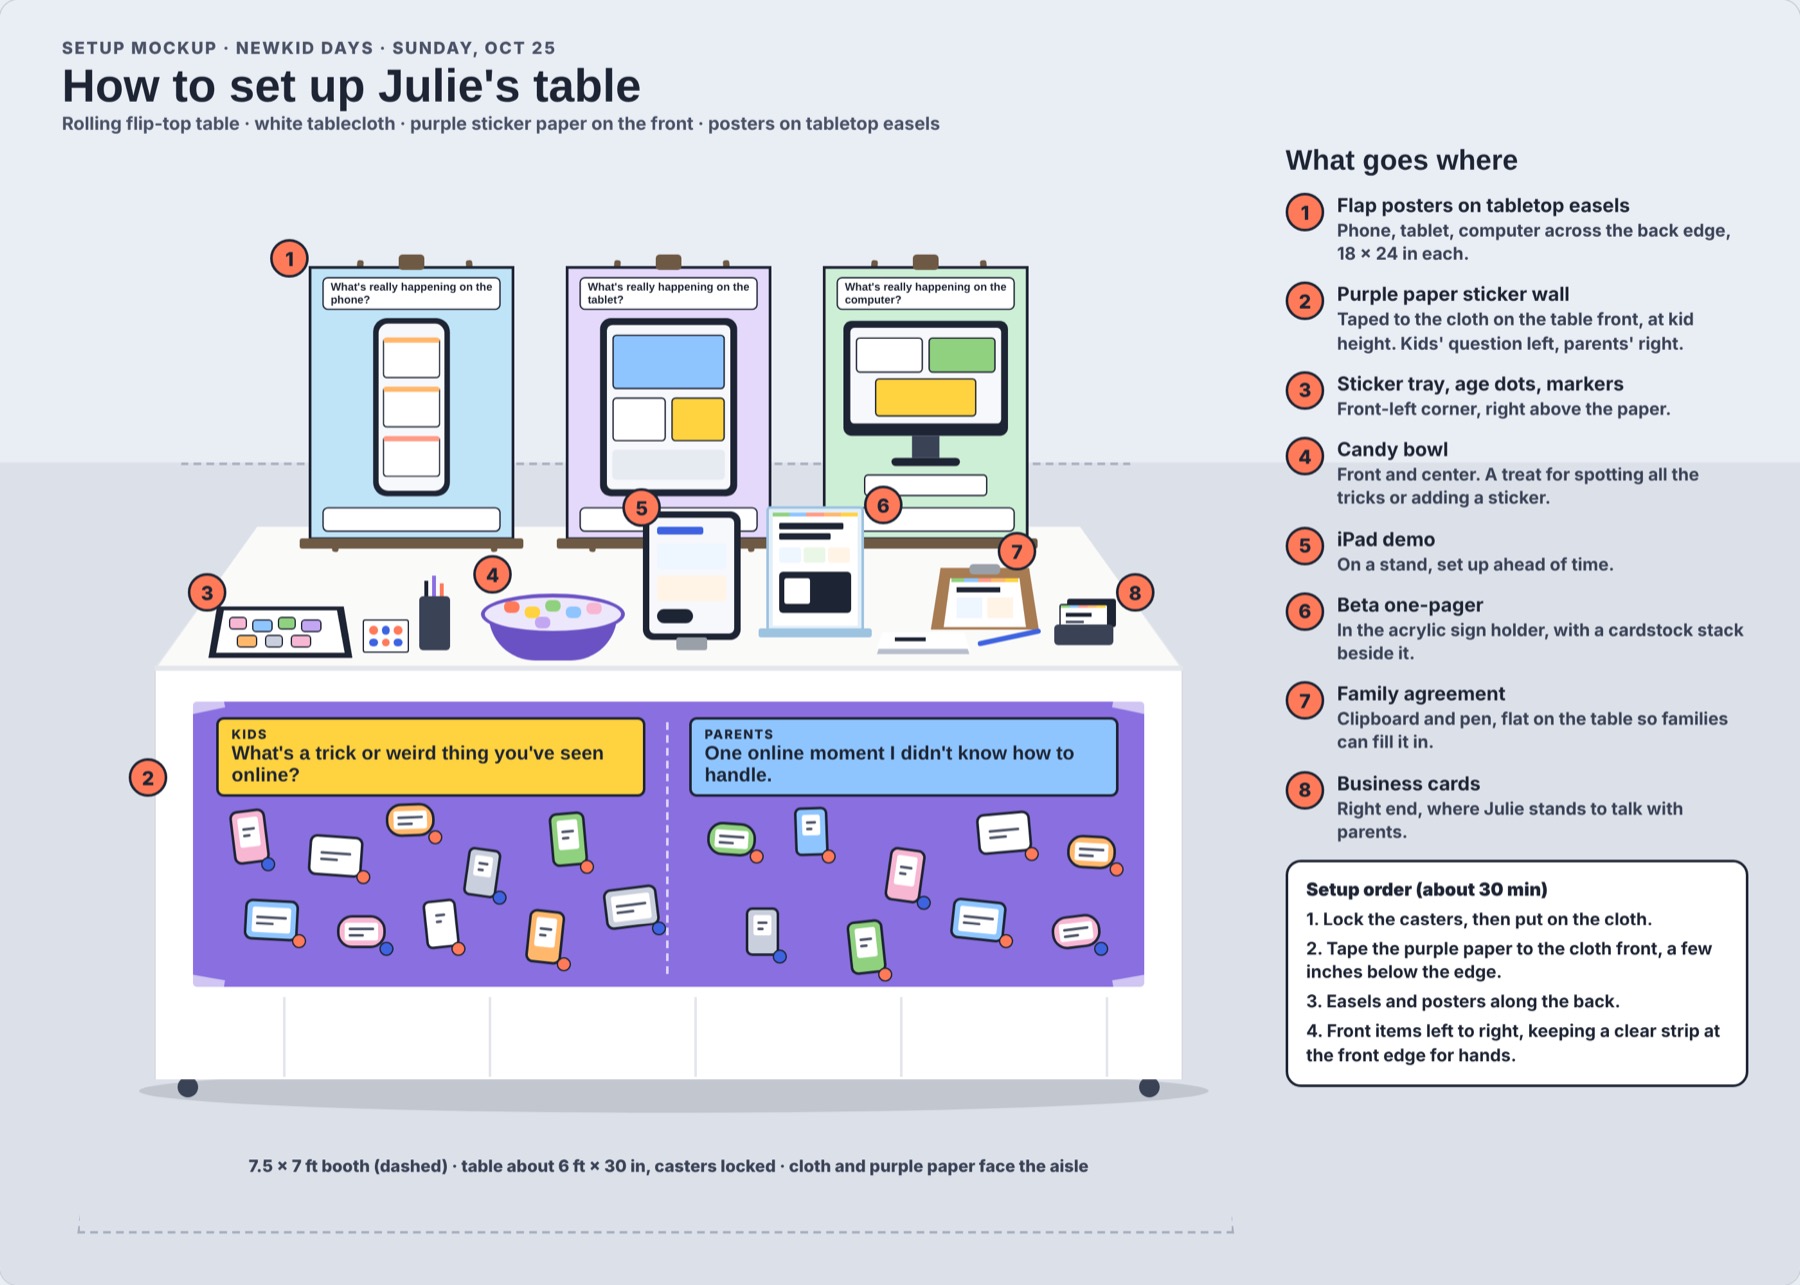 SETUP MOCKUP · NEWKID DAYS · SUNDAY, OCT 25
How to set up Julie's table
Rolling flip-top table · white tablecloth · purple sticker paper on the front · posters on tabletop easels
1
What's really happening on the
phone?
What's really happening on the
tablet?
What's really happening on the
computer?
5
6
7
4
3
8
2
KIDS
What's a trick or weird thing you've seen
online?
PARENTS
One online moment I didn't know how to
handle.
7.5 × 7 ft booth (dashed) · table about 6 ft × 30 in, casters locked · cloth and purple paper face the aisle
What goes where
1
Flap posters on tabletop easels
Phone, tablet, computer across the back edge,
18 × 24 in each.
2
Purple paper sticker wall
Taped to the cloth on the table front, at kid
height. Kids' question left, parents' right.
3
Sticker tray, age dots, markers
Front-left corner, right above the paper.
4
Candy bowl
Front and center. A treat for spotting all the
tricks or adding a sticker.
5
iPad demo
On a stand, set up ahead of time.
6
Beta one-pager
In the acrylic sign holder, with a cardstock stack
beside it.
7
Family agreement
Clipboard and pen, flat on the table so families
can fill it in.
8
Business cards
Right end, where Julie stands to talk with
parents.
Setup order (about 30 min)
1. Lock the casters, then put on the cloth.
2. Tape the purple paper to the cloth front, a few
inches below the edge.
3. Easels and posters along the back.
4. Front items left to right, keeping a clear strip at
the front edge for hands.